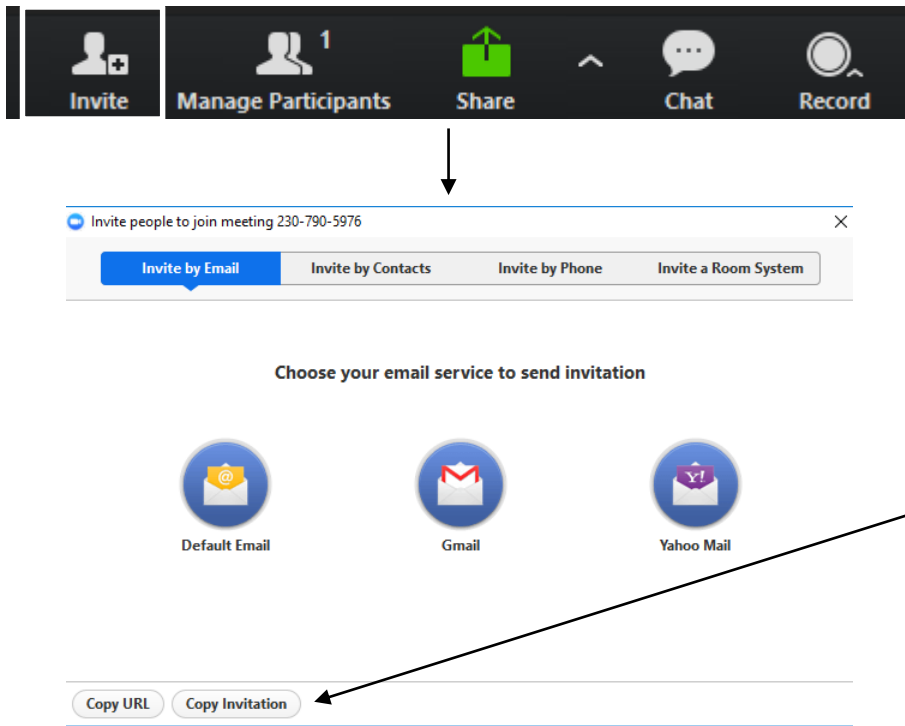 1
Invite Manage Participants Share Chat Record
Invite people to join meeting 230-790-5976
Invite by Email Invite by Contacts Invite by Phone Invite a Room System
Choose your email service to send invitation
@ Y!
Default Email Gmail Yahoo Mail
Copy URL Copy Invitation